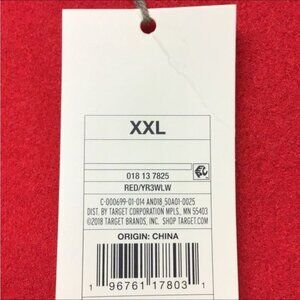 XXL
018 13 7825
RED/YR3WLW
C-000699-01-014 AND18_50A01-0025
DIST. BY TARGET CORPORATION MPLS., MN 55403
©2018 TARGET BRANDS, INC. SHOP TARGET.COM
ORIGIN: CHINA
1 96761 17803 1